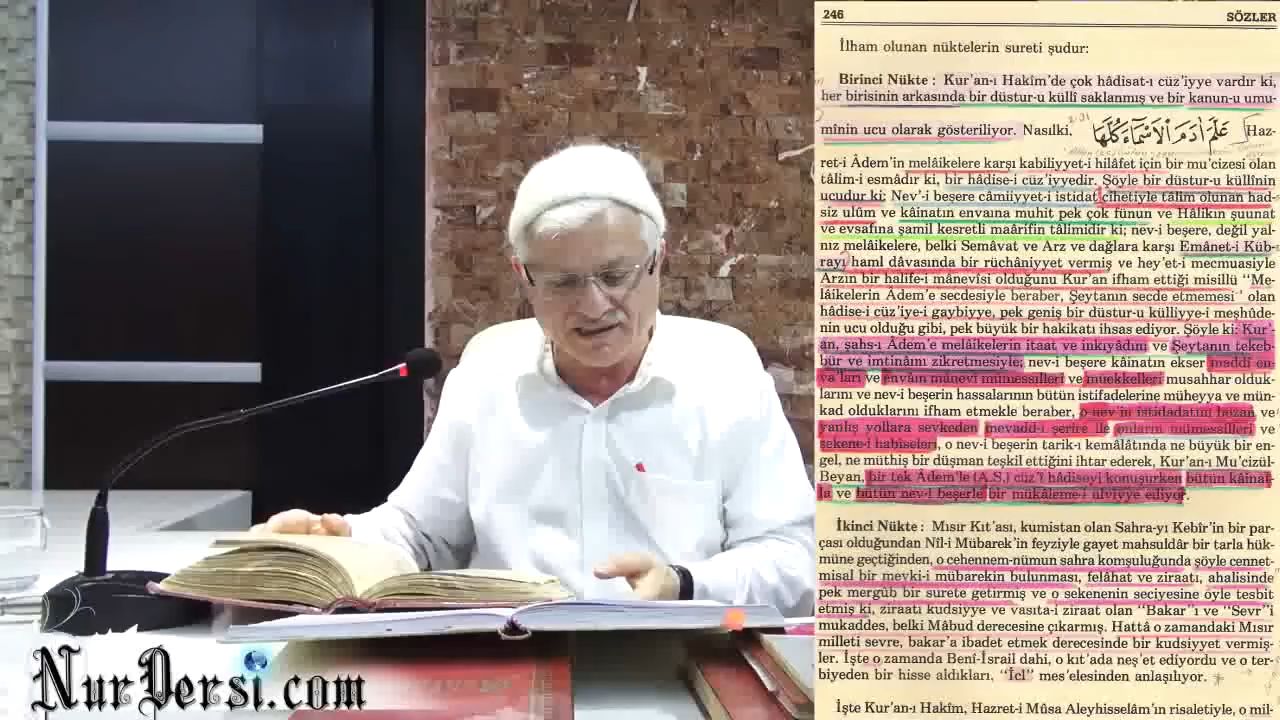 246 SÖZLER
İlham olunan nüktelerin sureti şudur:
Birinci Nükte : Kur'an-ı Hakîm'de çok hâdisat-ı cüz'iyye vardır ki,
her birisinin arkasında bir düstur-u küllî saklanmış ve bir kanun-u umu-
mînin ucu olarak gösteriliyor. Nasılki, عَلَّمَ اٰدَمَ الْاَسْمَٓاءَ كُلَّهَا Haz-
ret-i Âdem'in melâikelere karşı kabiliyyet-i hilâfet için bir mu'cizesi olan
tâlim-i esmâdır ki, bir hâdise-i cüz'iyyedir. Şöyle bir düstur-u küllînin
ucudur ki: Nev'-i beşere câmiiyyet-i istidat cihetiyle tâlim olunan had-
siz ulûm ve kâinatın envaına muhit pek çok fünun ve Hâlikın şuunat
ve evsafına şamil kesretli maârifin tâlimidir ki; nev-i beşere, değil yal-
nız melâikelere, belki Semâvat ve Arz ve dağlara karşı Emânet-i Küb-
rayı haml dâvasında bir rüchâniyyet vermiş ve hey'et-i mecmuasiyle
Arzın bir halife-i mânevîsi olduğunu Kur'an ifham ettiği misillü "Me-
lâikelerin Âdem'e secdesiyle beraber, Şeytanın secde etmemesi" olan
hâdise-i cüz'iye-i gaybiyye, pek geniş bir düstur-u külliyye-i meşhûde-
nin ucu olduğu gibi, pek büyük bir hakikatı ihsas ediyor. Şöyle ki: Kur'-
an, şahs-ı Âdem'e melâikelerin itaat ve inkıyâdını ve Şeytanın tekeb-
bür ve imtinâını zikretmesiyle; nev-i beşere kâinatın ekser maddî en-
va'ları ve envâın mânevî mümessilleri ve müekkelleri musahhar olduk-
larını ve nev-i beşerin hassalarının bütün istifadelerine müheyya ve mün-
kad olduklarını ifham etmekle beraber, o nev'in istidadatını bozan ve
yanlış yollara sevkeden mevadd-ı şerire ile onların mümessilleri ve
sekene-i habiseleri, o nev-i beşerin tarik-ı kemâlâtında ne büyük bir en-
gel, ne müthiş bir düşman teşkil ettiğini ihtar ederek, Kur'an-ı Mu'cizül-
Beyan, bir tek Âdem'le (A.S.) cüz'î hâdiseyi konuşurken bütün kâinat-
la ve bütün nev-i beşerle bir mükâleme-i ulviyye ediyor.
İkinci Nükte : Mısır Kıt'ası, kumistan olan Sahra-yı Kebîr'in bir par-
çası olduğundan Nîl-i Mübarek'in feyziyle gayet mahsuldâr bir tarla hük-
müne geçtiğinden, o cehennem-nümun sahra komşuluğunda şöyle cennet-
misal bir mevki-i mübarekin bulunması, felâhat ve ziraatı, ahalisinde
pek mergûb bir surete getirmiş ve o sekenenin seciyesine öyle tesbit
etmiş ki, ziraatı kudsiyye ve vasıta-i ziraat olan "Bakar"ı ve "Sevr"i
mukaddes, belki Mâbud derecesine çıkarmış. Hattâ o zamandaki Mısır
milleti sevre, bakar'a ibadet etmek derecesinde bir kudsiyyet vermiş-
ler. İşte o zamanda Benî-İsrail dahi, o kıt'ada neş'et ediyordu ve o ter-
biyeden bir hisse aldıkları, "İcl" mes'elesinden anlaşılıyor.
İşte Kur'an-ı Hakîm, Hazret-i Mûsa Aleyhisselâm'ın risaletiyle, o mil-
NurDersi.com